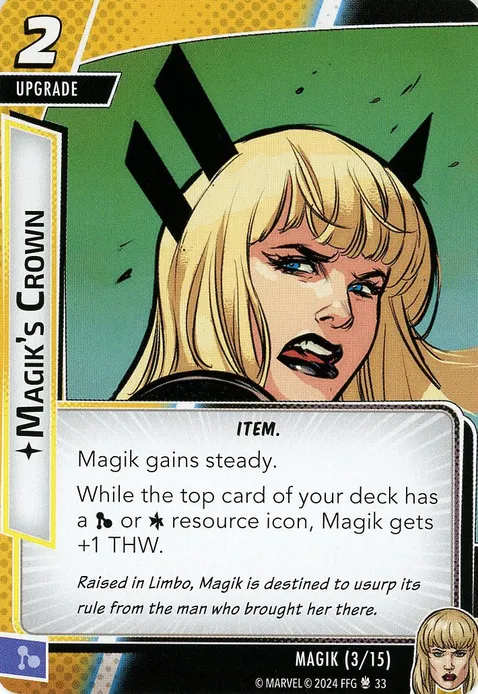 2
UPGRADE
MAGIK'S CROWN
ITEM.
Magik gains steady.
While the top card of your deck has
a or resource icon, Magik gets
+1 THW.
Raised in Limbo, Magik is destined to usurp its
rule from the man who brought her there.
MAGIK (3/15)
© MARVEL © 2024 FFG 33